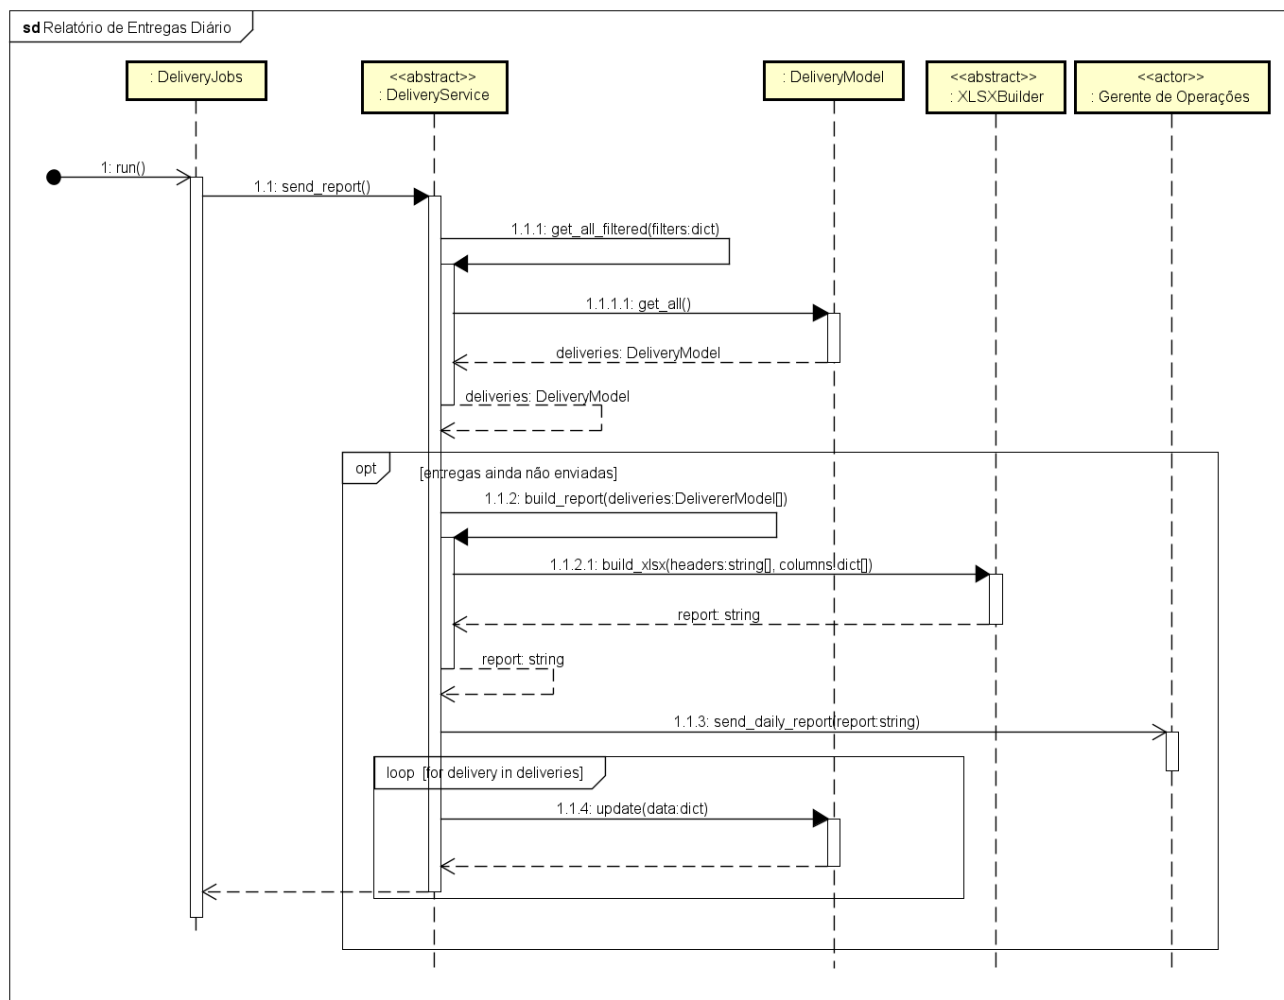 sd Relatório de Entregas Diário
: DeliveryJobs
<<abstract>>
: DeliveryService
: DeliveryModel
<<abstract>>
: XLSXBuilder
<<actor>>
: Gerente de Operações
1: run()
1.1: send_report()
1.1.1: get_all_filtered(filters:dict)
1.1.1.1: get_all()
deliveries: DeliveryModel
deliveries: DeliveryModel
opt
[entregas ainda não enviadas]
1.1.2: build_report(deliveries:DelivererModel[])
1.1.2.1: build_xlsx(headers:string[], columns:dict[])
report: string
report: string
1.1.3: send_daily_report(report:string)
loop [for delivery in deliveries]
1.1.4: update(data:dict)